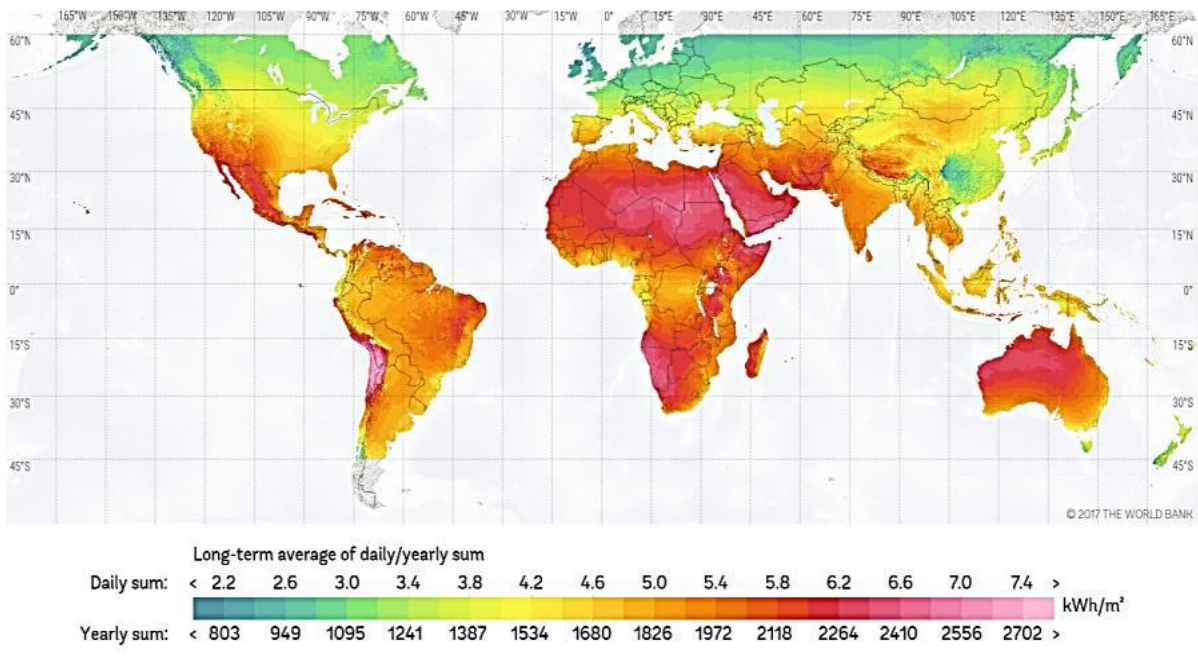 165°W 150°W 135°W 120°W 105°W 90°W 75°W 60°W 45°W 30°W 15°W 0° 15°E 30°E 45°E 60°E 75°E 90°E 105°E 120°E 135°E 150°E 165°E
60°N 60°N
45°N 45°N
30°N 30°N
15°N 15°N
0° 0°
15°S 15°S
30°S 30°S
45°S 45°S
© 2017 THE WORLD BANK
Long-term average of daily/yearly sum
Daily sum: < 2.2 2.6 3.0 3.4 3.8 4.2 4.6 5.0 5.4 5.8 6.2 6.6 7.0 7.4 >
kWh/m²
Yearly sum: < 803 949 1095 1241 1387 1534 1680 1826 1972 2118 2264 2410 2556 2702 >